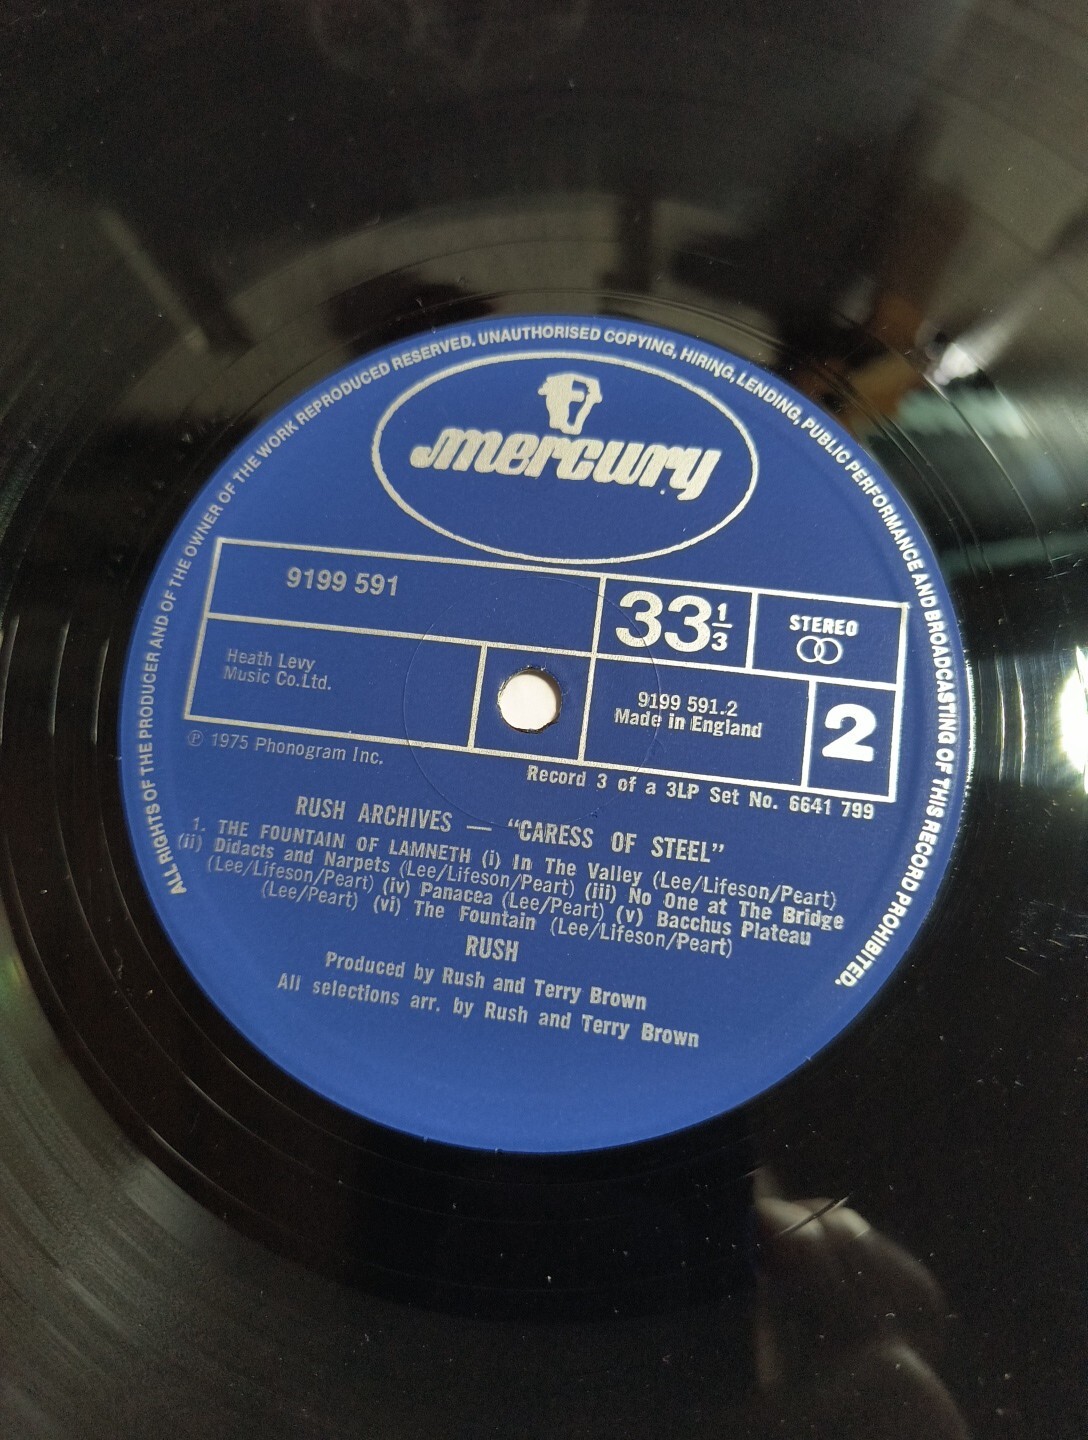 ALL RIGHTS OF THE PRODUCER AND OF THE OWNER OF THE WORK REPRODUCED RESERVED. UNAUTHORISED COPYING, HIRING, LENDING, PUBLIC PERFORMANCE AND BROADCASTING OF THIS RECORD PROHIBITED.
mercury
9199 591
33 1/3
STEREO
Heath Levy
Music Co.Ltd.
9199 591.2
Made in England
2
℗ 1975 Phonogram Inc.
Record 3 of a 3LP Set No. 6641 799
RUSH ARCHIVES — "CARESS OF STEEL"
1. THE FOUNTAIN OF LAMNETH (i) In The Valley (Lee/Lifeson/Peart)
(ii) Didacts and Narpets (Lee/Lifeson/Peart) (iii) No One at The Bridge
(Lee/Lifeson/Peart) (iv) Panacea (Lee/Peart) (v) Bacchus Plateau
(Lee/Peart) (vi) The Fountain (Lee/Lifeson/Peart)
RUSH
Produced by Rush and Terry Brown
All selections arr. by Rush and Terry Brown